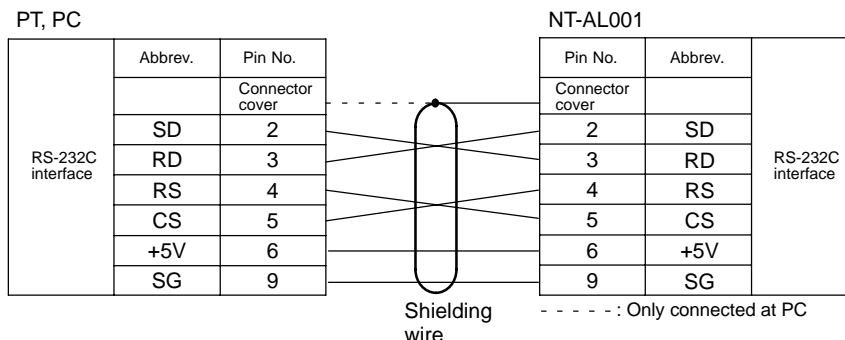 PT, PC
NT-AL001
Abbrev. Pin No.
Connector cover
SD 2
RD 3
RS 4
CS 5
+5V 6
SG 9
RS-232C interface
Pin No. Abbrev.
Connector cover
2 SD
3 RD
4 RS
5 CS
6 +5V
9 SG
RS-232C interface
Shielding wire
- - - - - : Only connected at PC